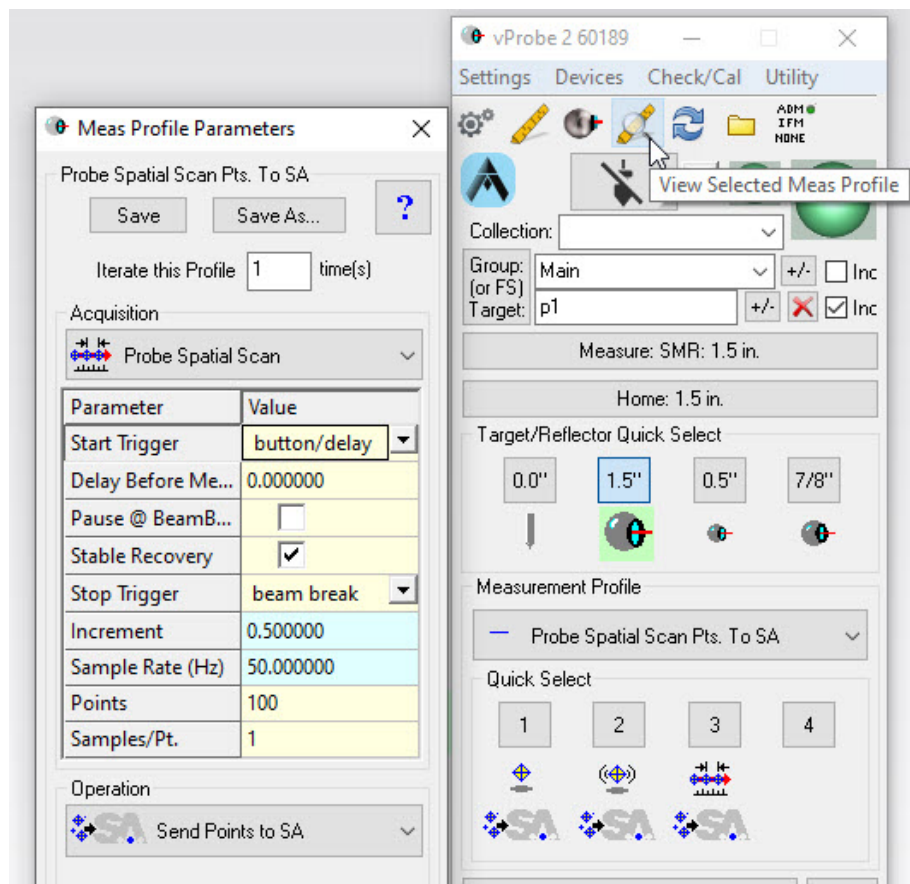 Meas Profile Parameters
Probe Spatial Scan Pts. To SA
Save
Save As...
?
Iterate this Profile 1 time(s)
Acquisition
Probe Spatial Scan
Parameter Value
Start Trigger button/delay
Delay Before Me... 0.000000
Pause @ BeamB...
Stable Recovery
Stop Trigger beam break
Increment 0.500000
Sample Rate (Hz) 50.000000
Points 100
Samples/Pt. 1
Operation
SA Send Points to SA
vProbe 2 60189
Settings Devices Check/Cal Utility
ADM
IFM
NONE
View Selected Meas Profile
Collection:
Group: Main +/- Inc
(or FS)
Target: p1 +/- Inc
Measure: SMR: 1.5 in.
Home: 1.5 in.
Target/Reflector Quick Select
0.0" 1.5" 0.5" 7/8"
Measurement Profile
Probe Spatial Scan Pts. To SA
Quick Select
1 2 3 4
SA SA SA